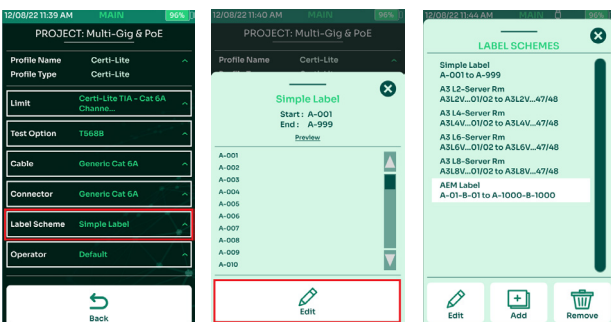 12/08/22 11:39 AM MAIN 96%
PROJECT: Multi-Gig & PoE
Profile Name Certi-Lite
Profile Type Certi-Lite
Limit Certi-Lite TIA - Cat 6A Channe...
Test Option T568B
Cable Generic Cat 6A
Connector Generic Cat 6A
Label Scheme Simple Label
Operator Default
Back
12/08/22 11:40 AM MAIN 96%
PROJECT: Multi-Gig & PoE
Profile Name Certi-Lite
Simple Label
Start: A-001
End: A-999
Preview
A-001
A-002
A-003
A-004
A-005
A-006
A-007
A-008
A-009
A-010
Edit
12/08/22 11:44 AM MAIN 96%
LABEL SCHEMES
Simple Label
A-001 to A-999
A3 L2-Server Rm
A3L2V...01/02 to A3L2V...47/48
A3 L4-Server Rm
A3L4V...01/02 to A3L4V...47/48
A3 L6-Server Rm
A3L6V...01/02 to A3L6V...47/48
A3 L8-Server Rm
A3L8V...01/02 to A3L8V...47/48
AEM Label
A-01-B-01 to A-1000-B-1000
Edit Add Remove